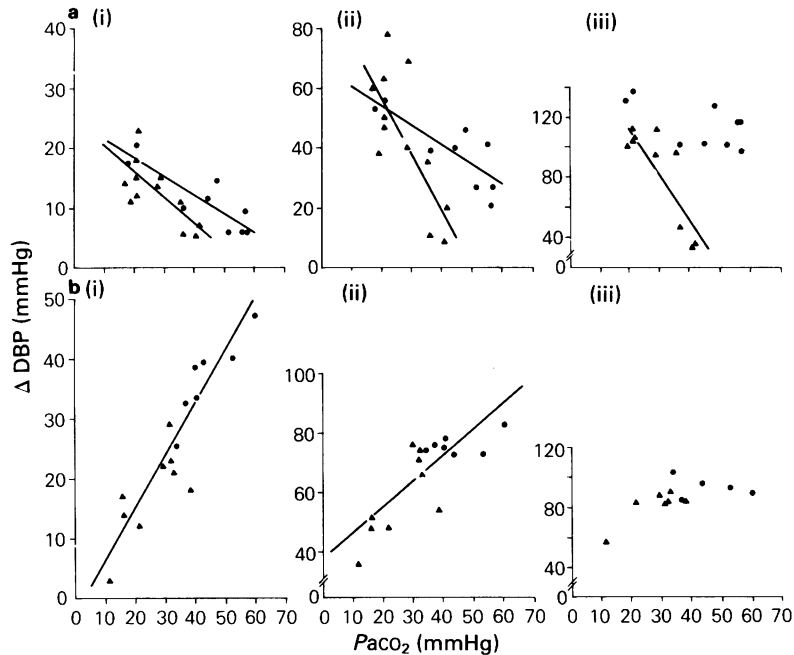 a (i) (ii) (iii)
40 80
30 60 120
20 40 80
10 20 40
0 0 0
b (i) (ii) (iii)
50
40 100 120
30 80
20 60 80
10 40 40
0 0 0
0 10 20 30 40 50 60 70 0 10 20 30 40 50 60 70 0 10 20 30 40 50 60 70
Δ DBP (mmHg)
Paco₂ (mmHg)